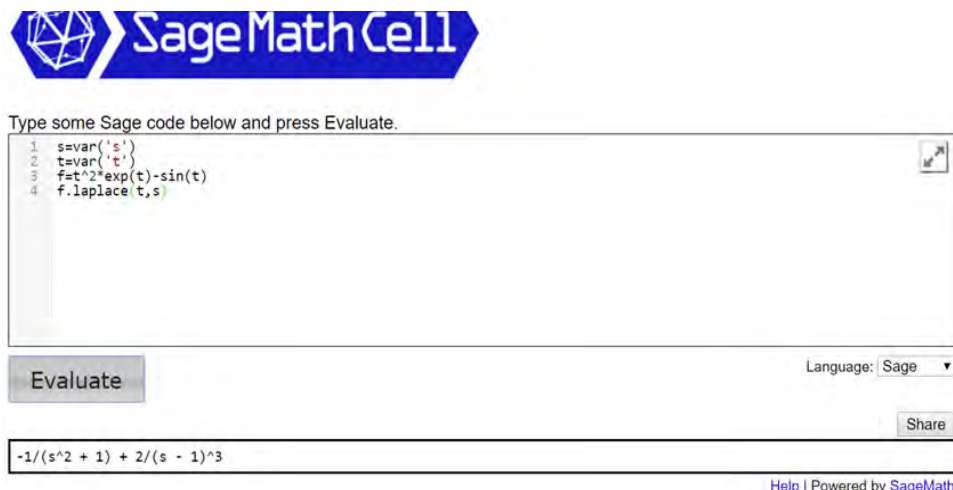 SageMathCell
Type some Sage code below and press Evaluate.
1 s=var('s')
2 t=var('t')
3 f=t^2*exp(t)-sin(t)
4 f.laplace(t,s)
Evaluate
Language: Sage
Share
-1/(s^2 + 1) + 2/(s - 1)^3
Help | Powered by SageMath